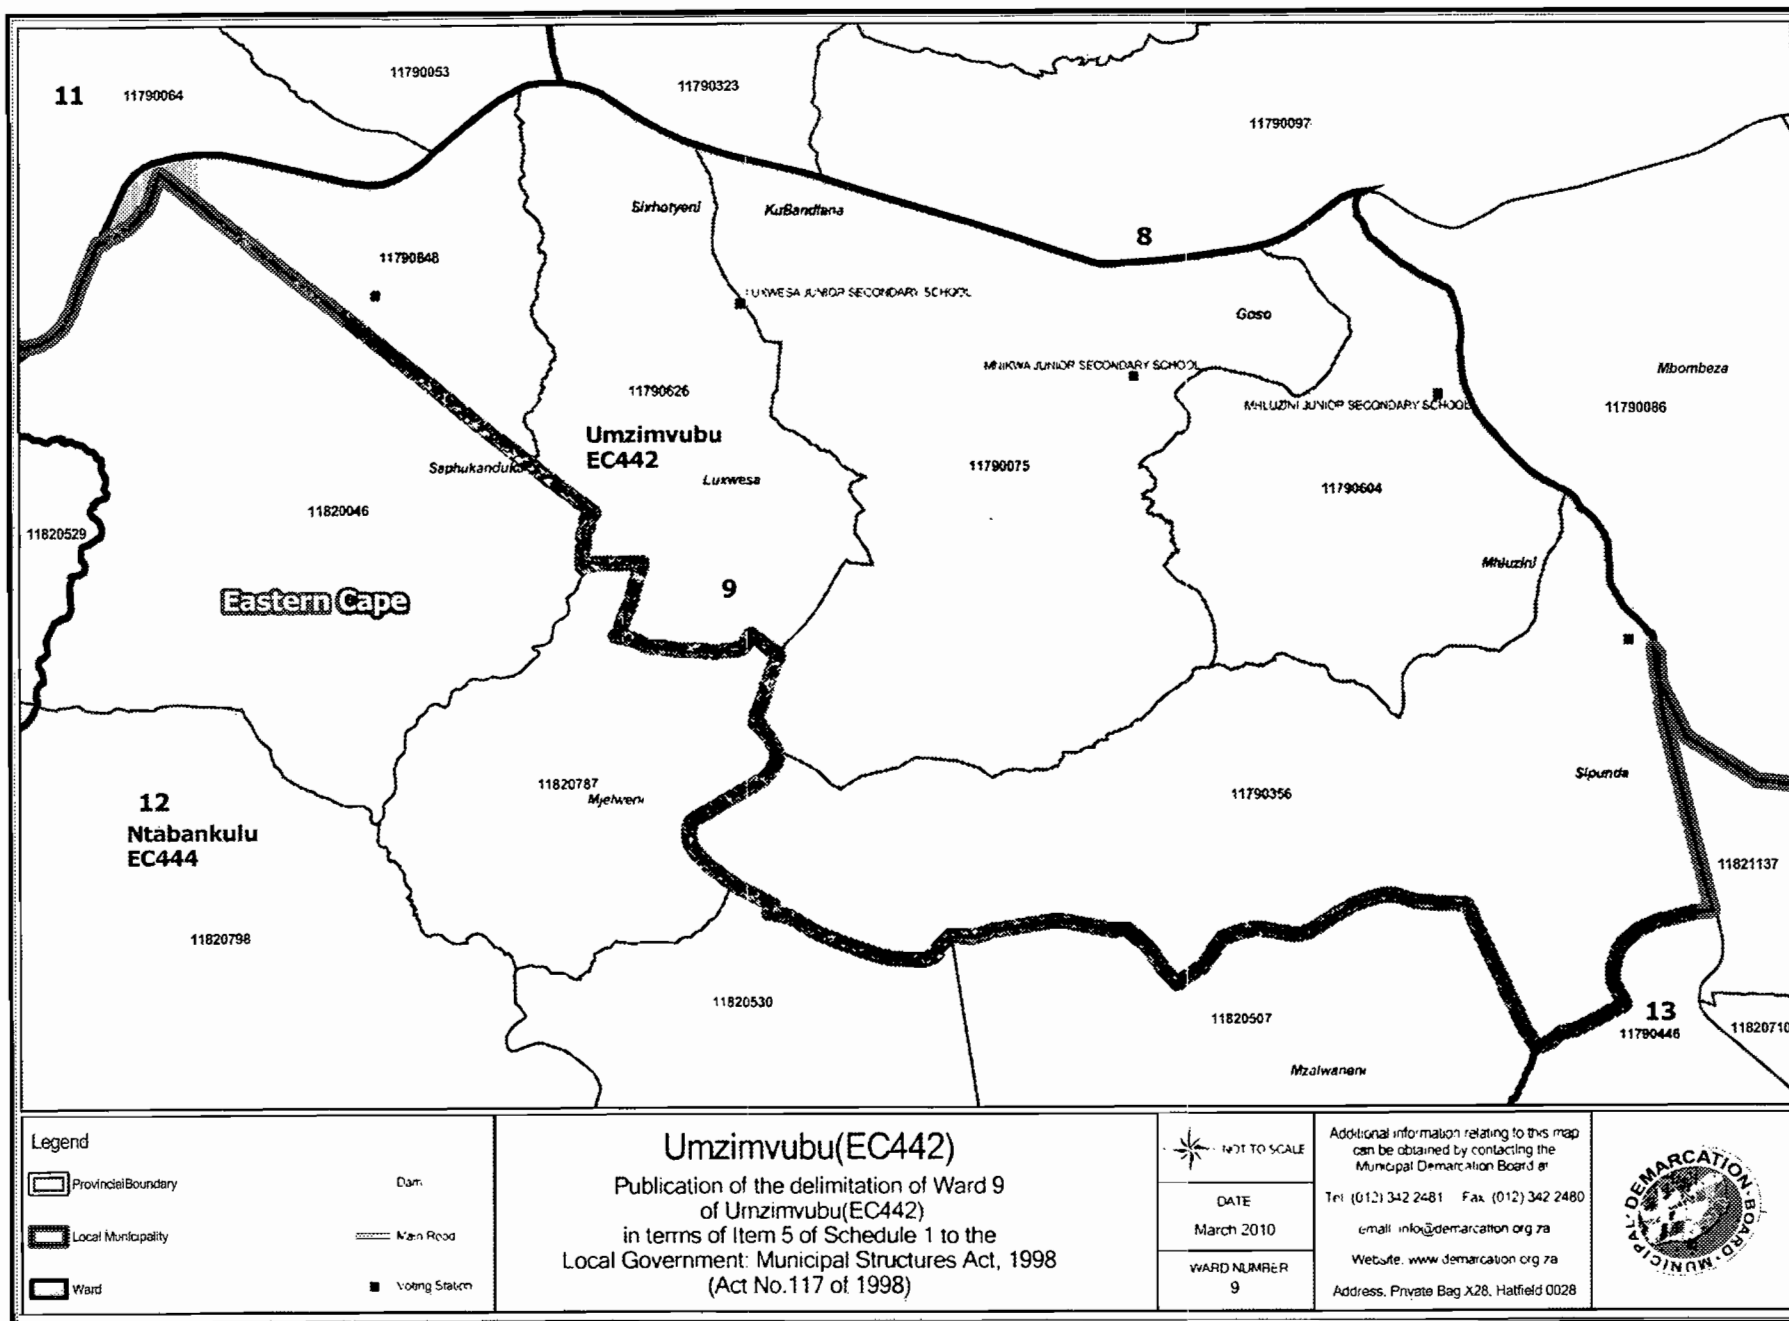 11790053
11
11790064
11790323
11790097
Sixhotyeni
KuBandlana
8
11790848
LUXWESA JUNIOR SECONDARY SCHOOL
Goso
MNIKWA JUNIOR SECONDARY SCHOOL
Mbombeza
11790626
MHLUZINI JUNIOR SECONDARY SCHOOL
11790086
Umzimvubu
EC442
Saphukanduku
11790075
Luxwesa
11790604
11820046
11820529
Mhluzini
9
Eastern Cape
Sipunda
11820787
Mjelweni
11790356
12
Ntabankulu
EC444
11821137
11820798
11820530
11820507
13
11790446
11820710
Mzalwaneni
Legend
Provincial Boundary
Local Municipality
Ward
Dam
Main Road
Voting Station
Umzimvubu(EC442)
Publication of the delimitation of Ward 9
of Umzimvubu(EC442)
in terms of Item 5 of Schedule 1 to the
Local Government: Municipal Structures Act, 1998
(Act No.117 of 1998)
NOT TO SCALE
DATE
March 2010
WARD NUMBER
9
Additional information relating to this map
can be obtained by contacting the
Municipal Demarcation Board at
Tel (012) 342 2481 Fax (012) 342 2480
email info@demarcation org za
Website. www demarcation org za
Address. Private Bag X28, Hatfield 0028
MUNICIPAL DEMARCATION BOARD